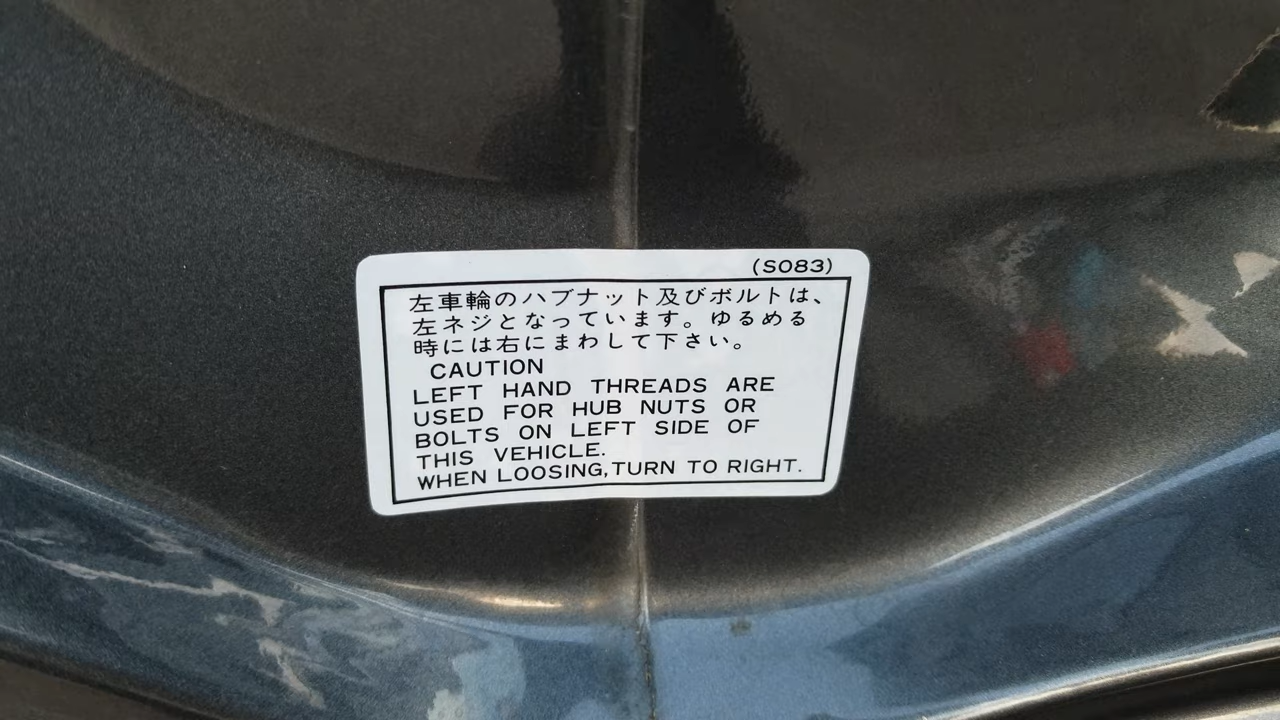 (S083)
左車輪のハブナット及びボルトは、
左ネジとなっています。ゆるめる
時には右にまわして下さい。
CAUTION
LEFT HAND THREADS ARE
USED FOR HUB NUTS OR
BOLTS ON LEFT SIDE OF
THIS VEHICLE.
WHEN LOOSING,TURN TO RIGHT.